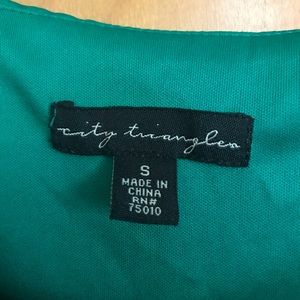 city triangles
S
MADE IN
CHINA
RN#
75010